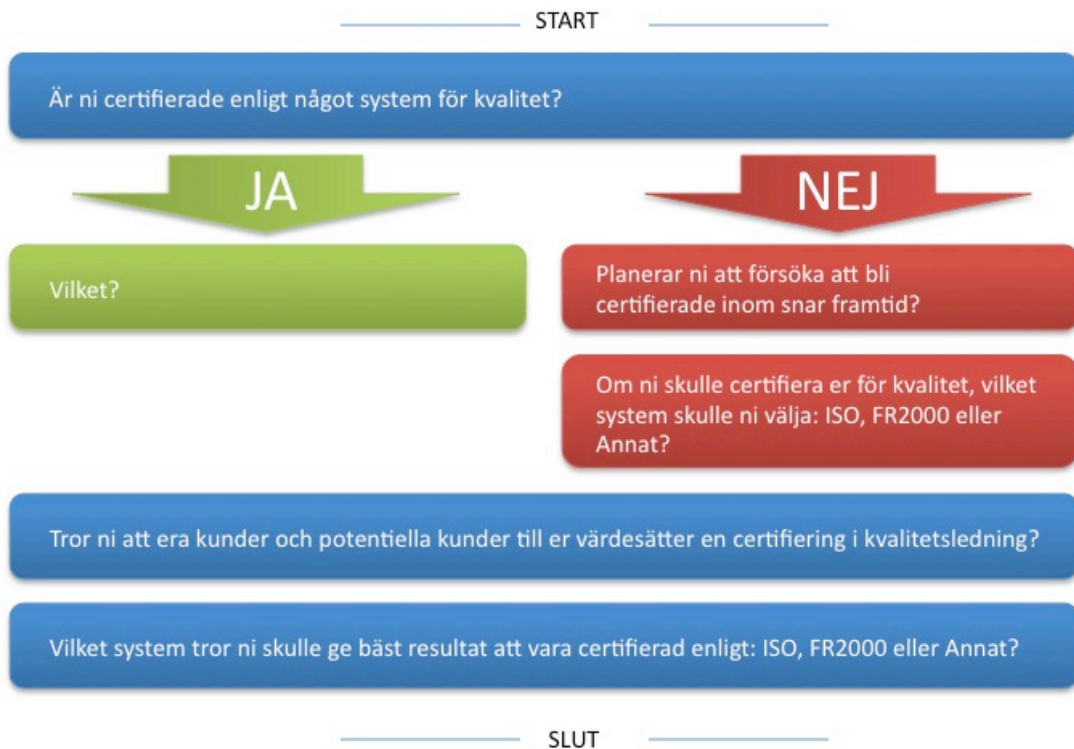 START
Är ni certifierade enligt något system för kvalitet?
JA
NEJ
Vilket?
Planerar ni att försöka att bli
certifierade inom snar framtid?
Om ni skulle certifiera er för kvalitet, vilket
system skulle ni välja: ISO, FR2000 eller
Annat?
Tror ni att era kunder och potentiella kunder till er värdesätter en certifiering i kvalitetsledning?
Vilket system tror ni skulle ge bäst resultat att vara certifierad enligt: ISO, FR2000 eller Annat?
SLUT